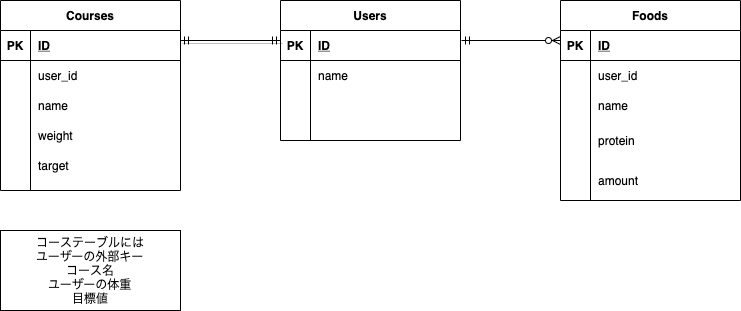 Courses
PK ID
user_id
name
weight
target
Users
PK ID
name
Foods
PK ID
user_id
name
protein
amount
コーステーブルには
ユーザーの外部キー
コース名
ユーザーの体重
目標値